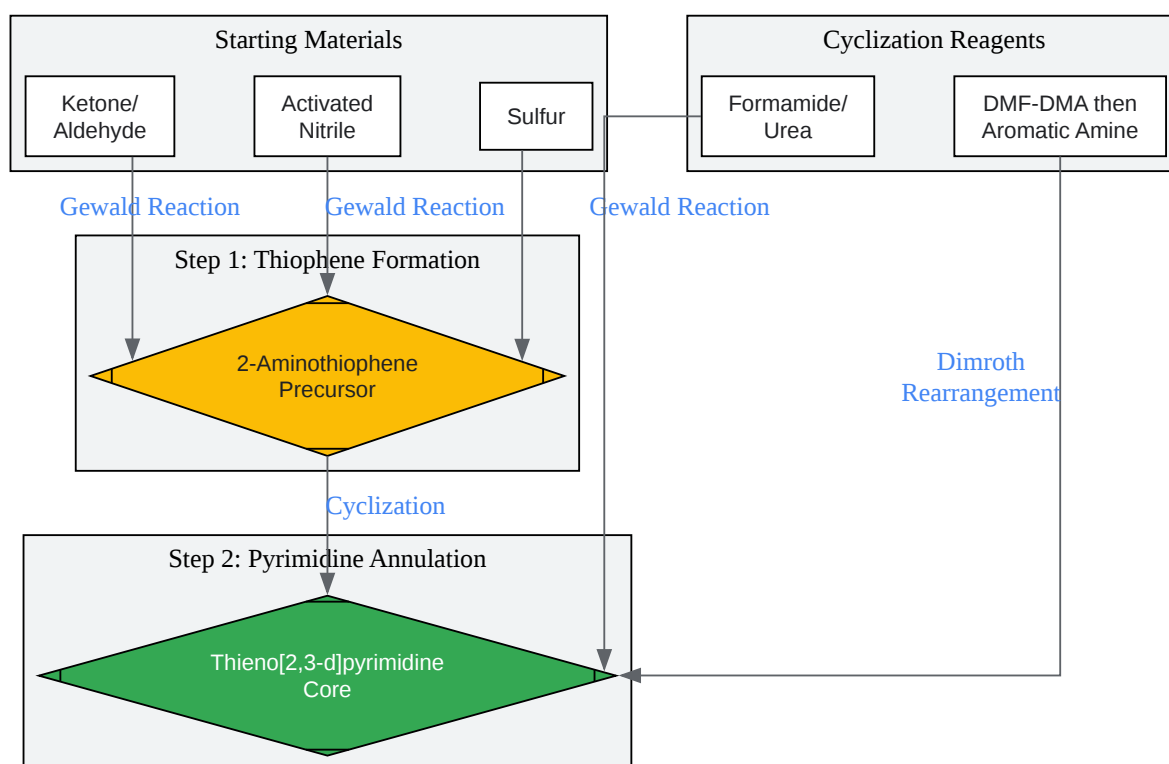 Starting Materials
Cyclization Reagents
Ketone/
Aldehyde
Activated
Nitrile
Sulfur
Formamide/
Urea
DMF-DMA then
Aromatic Amine
Gewald Reaction
Gewald Reaction
Gewald Reaction
Step 1: Thiophene Formation
2-Aminothiophene
Precursor
Dimroth
Rearrangement
Cyclization
Step 2: Pyrimidine Annulation
Thieno[2,3-d]pyrimidine
Core